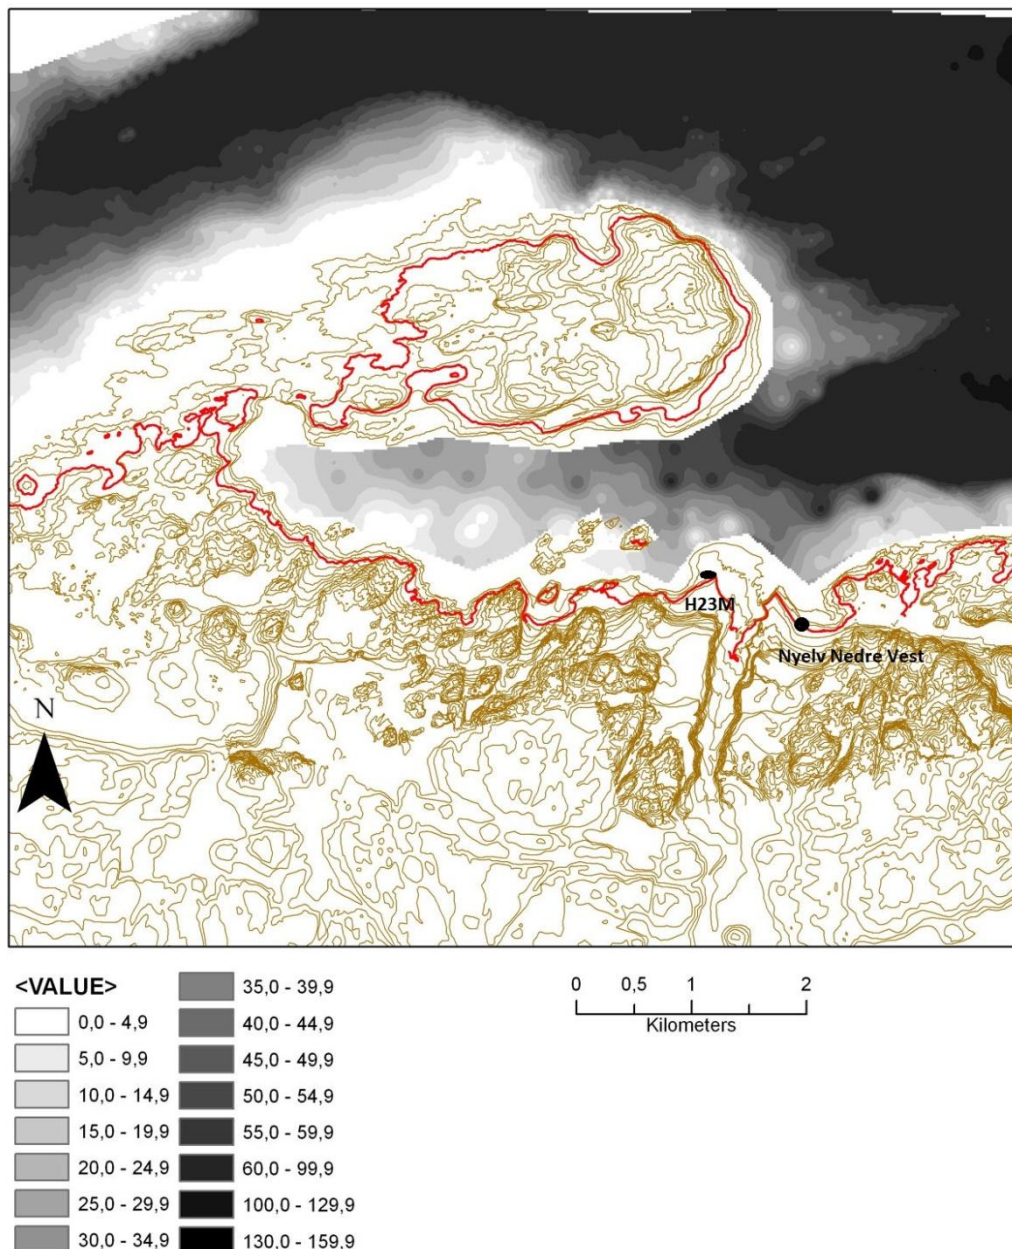 H23M
Nyelv Nedre Vest
N
<VALUE>
0,0 - 4,9
5,0 - 9,9
10,0 - 14,9
15,0 - 19,9
20,0 - 24,9
25,0 - 29,9
30,0 - 34,9
35,0 - 39,9
40,0 - 44,9
45,0 - 49,9
50,0 - 54,9
55,0 - 59,9
60,0 - 99,9
100,0 - 129,9
130,0 - 159,9
0 0,5 1 2
Kilometers